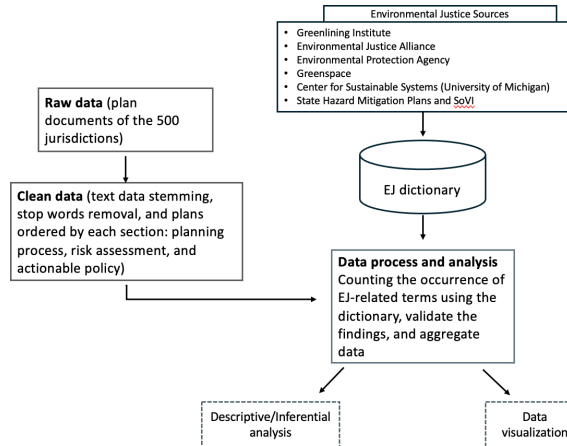 Environmental Justice Sources
• Greenlining Institute
• Environmental Justice Alliance
• Environmental Protection Agency
• Greenspace
• Center for Sustainable Systems (University of Michigan)
• State Hazard Mitigation Plans and SoVI
Raw data (plan
documents of the 500
jurisdictions)
EJ dictionary
Clean data (text data stemming,
stop words removal, and plans
ordered by each section: planning
process, risk assessment, and
actionable policy)
Data process and analysis
Counting the occurrence of
EJ-related terms using the
dictionary, validate the
findings, and aggregate
data
Descriptive/Inferential
analysis
Data
visualization